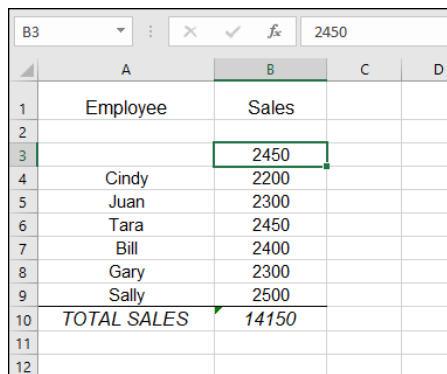 B3 fx 2450
A B C D
1 Employee Sales
2
3 2450
4 Cindy 2200
5 Juan 2300
6 Tara 2450
7 Bill 2400
8 Gary 2300
9 Sally 2500
10 TOTAL SALES 14150
11
12